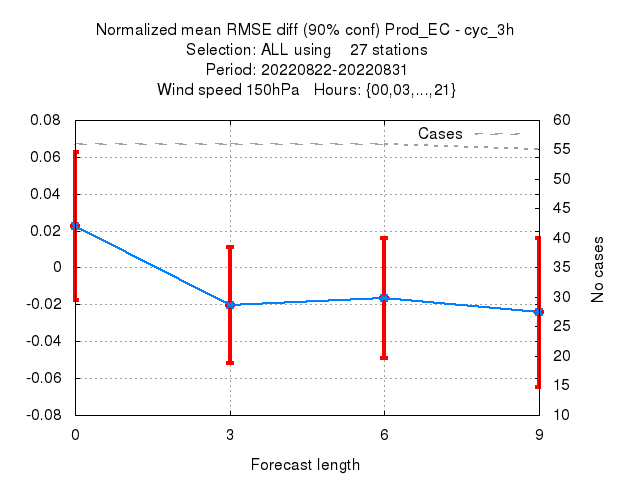 Normalized mean RMSE diff (90% conf) Prod_EC - cyc_3h
Selection: ALL using    27 stations
Period: 20220822-20220831
Wind speed 150hPa   Hours: {00,03,...,21}
Cases
0.08
0.06
0.04
0.02
0
-0.02
-0.04
-0.06
-0.08
60
55
50
45
40
35
30
25
20
15
10
No cases
0 3 6 9
Forecast length